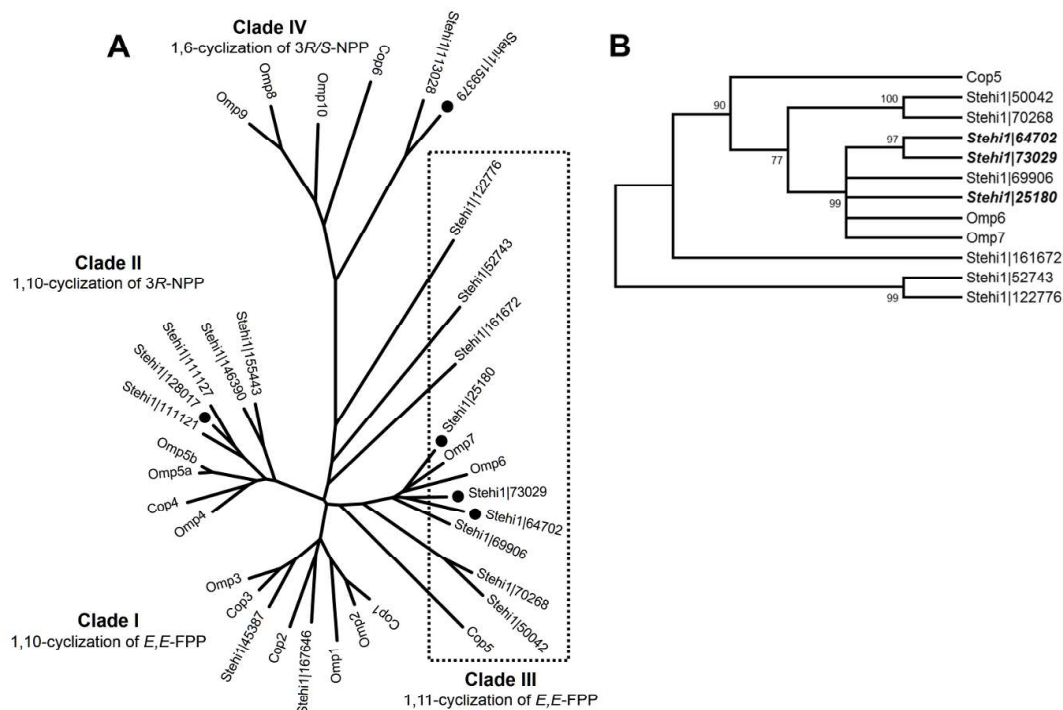 A
Clade IV
1,6-cyclization of 3R/S-NPP
Omp9
Omp8
Omp10
Cop6
Stehi1|113028
Stehi1|159379
Stehi1|122776
Stehi1|52743
Stehi1|161672
Stehi1|25180
Omp7
Omp6
Stehi1|73029
Stehi1|64702
Stehi1|69906
Stehi1|70268
Stehi1|50042
Cop5
Clade III
1,11-cyclization of E,E-FPP
Clade II
1,10-cyclization of 3R-NPP
Stehi1|155443
Stehi1|146390
Stehi1|111127
Stehi1|128017
Stehi1|111121
Omp5b
Omp5a
Cop4
Omp4
Clade I
1,10-cyclization of E,E-FPP
Omp3
Cop3
Stehi1|45387
Cop2
Stehi1|167646
Omp1
Omp2
Cop1
B
Cop5
Stehi1|50042
Stehi1|70268
Stehi1|64702
Stehi1|73029
Stehi1|69906
Stehi1|25180
Omp6
Omp7
Stehi1|161672
Stehi1|52743
Stehi1|122776
90
100
97
77
99
99